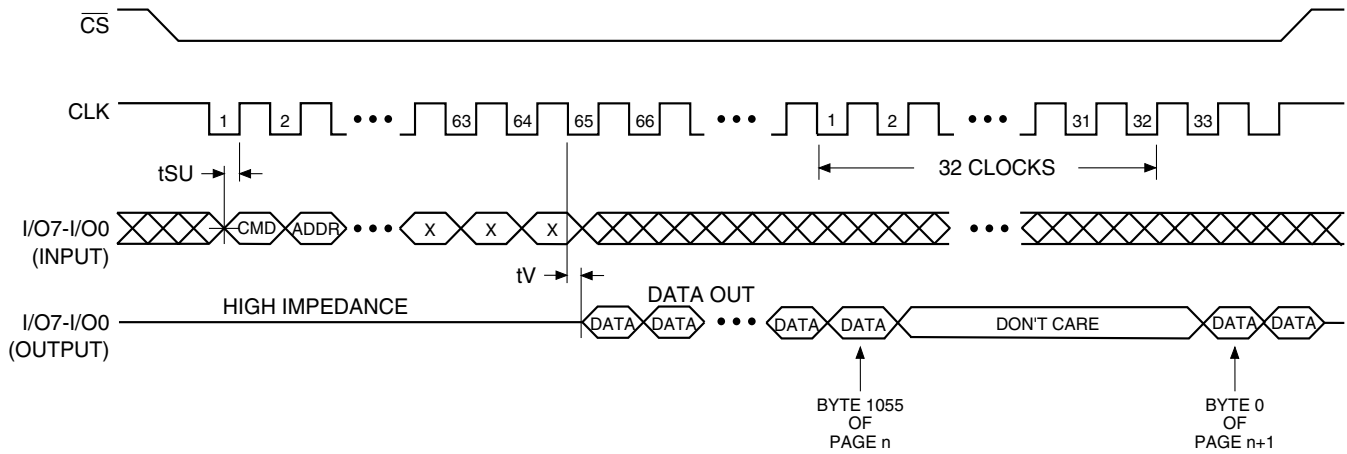 CS
CLK
1 2 ••• 63 64 65 66 ••• 1 2 ••• 31 32 33
tSU
32 CLOCKS
I/O7-I/O0
(INPUT)
CMD ADDR ••• X X X •••
tV
HIGH IMPEDANCE
DATA OUT
I/O7-I/O0
(OUTPUT)
DATA DATA ••• DATA DATA DON'T CARE DATA DATA
BYTE 1055
OF
PAGE n
BYTE 0
OF
PAGE n+1